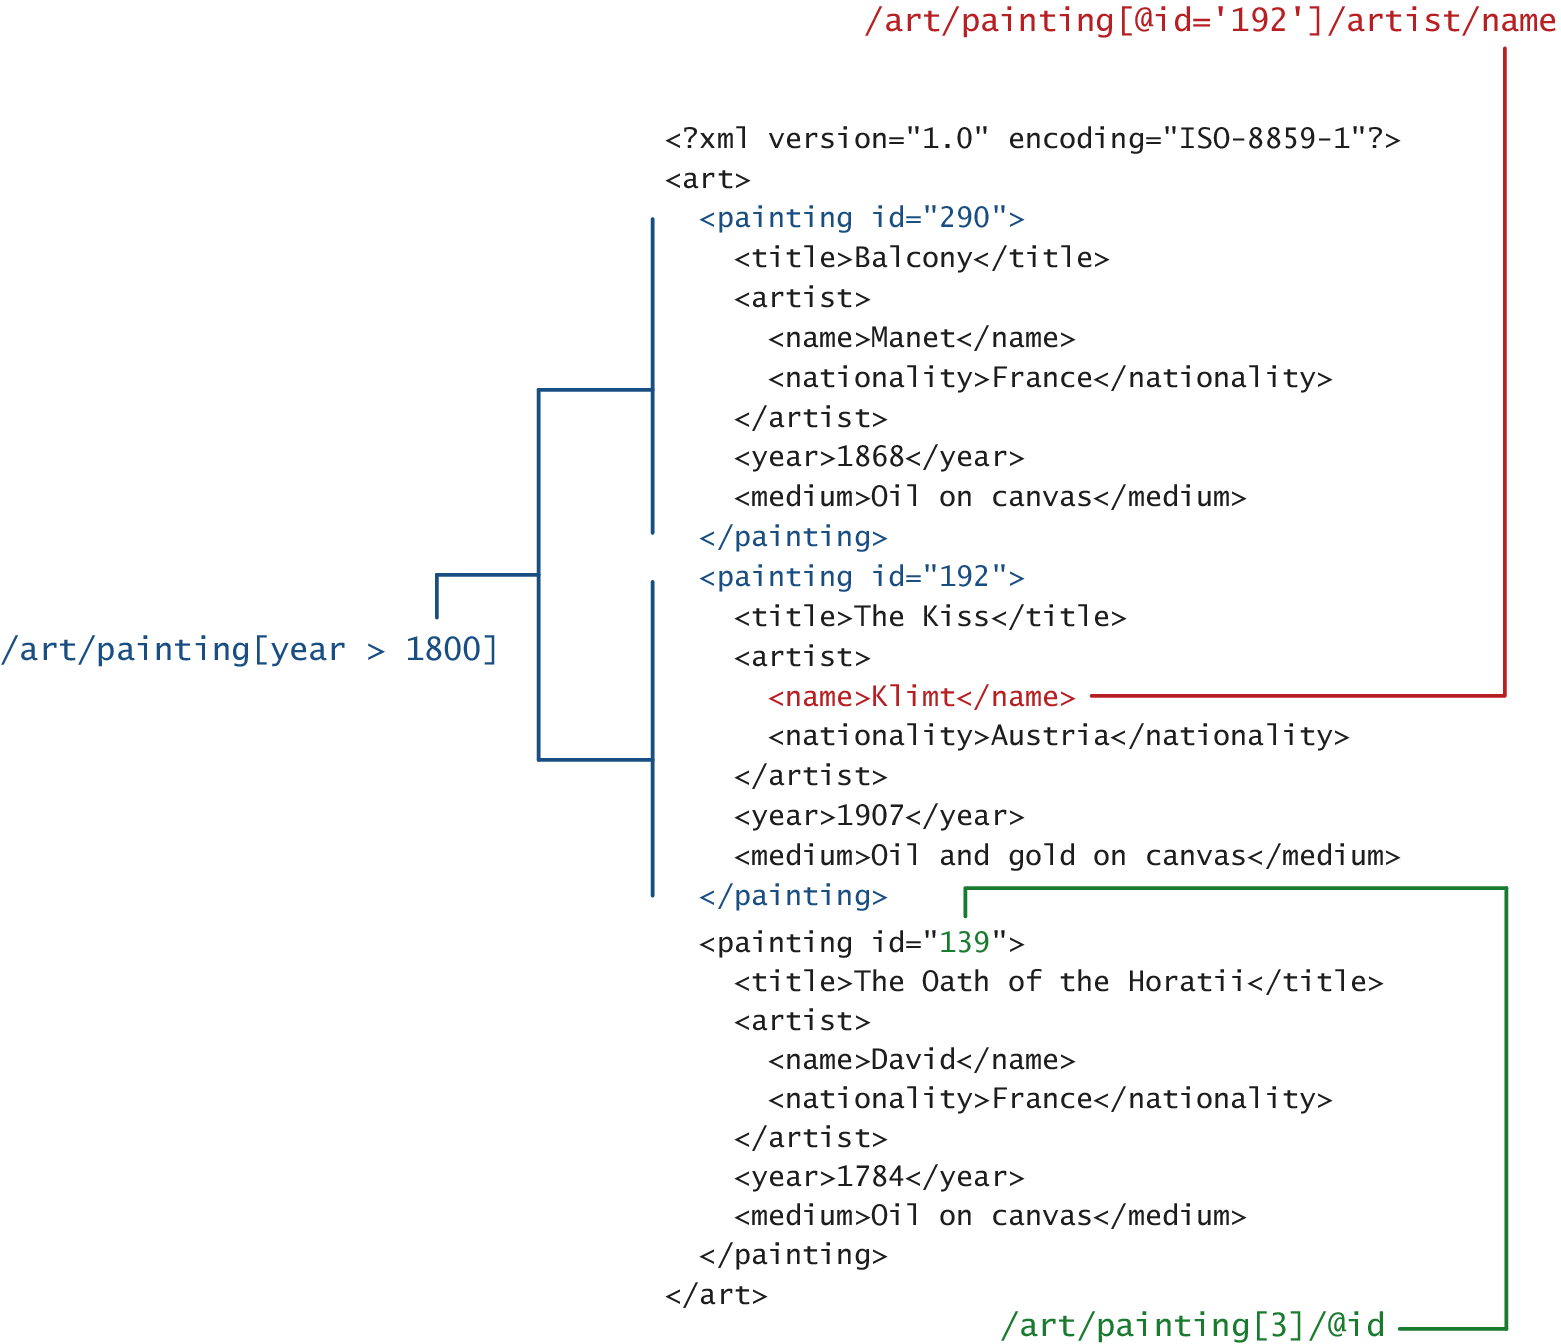 /art/painting[@id='192']/artist/name
<?xml version="1.0" encoding="ISO-8859-1"?>
<art>
<painting id="290">
<title>Balcony</title>
<artist>
<name>Manet</name>
<nationality>France</nationality>
</artist>
<year>1868</year>
<medium>Oil on canvas</medium>
</painting>
<painting id="192">
<title>The Kiss</title>
/art/painting[year > 1800]
<artist>
<name>Klimt</name>
<nationality>Austria</nationality>
</artist>
<year>1907</year>
<medium>Oil and gold on canvas</medium>
</painting>
<painting id="139">
<title>The Oath of the Horatii</title>
<artist>
<name>David</name>
<nationality>France</nationality>
</artist>
<year>1784</year>
<medium>Oil on canvas</medium>
</painting>
</art>
/art/painting[3]/@id